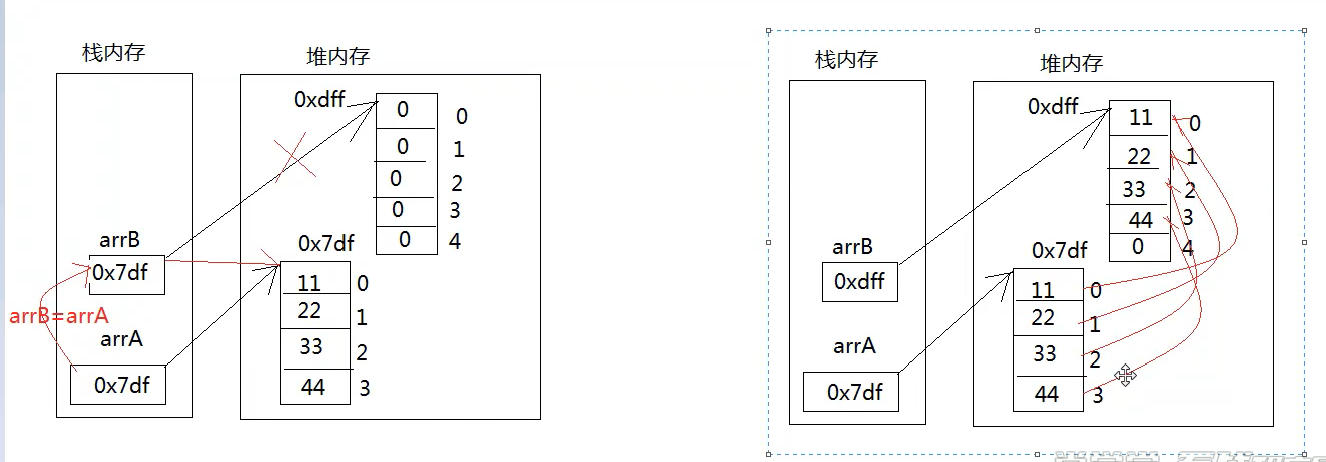 栈内存
堆内存
0xdff
0 0
0 1
0 2
0 3
0 4
arrB
0x7df
0x7df
11 0
22 1
33 2
44 3
arrB=arrA
arrA
0x7df
栈内存
堆内存
0xdff
11 0
22 1
33 2
44 3
0 4
arrB
0xdff
0x7df
11 0
22 1
33 2
44 3
arrA
0x7df